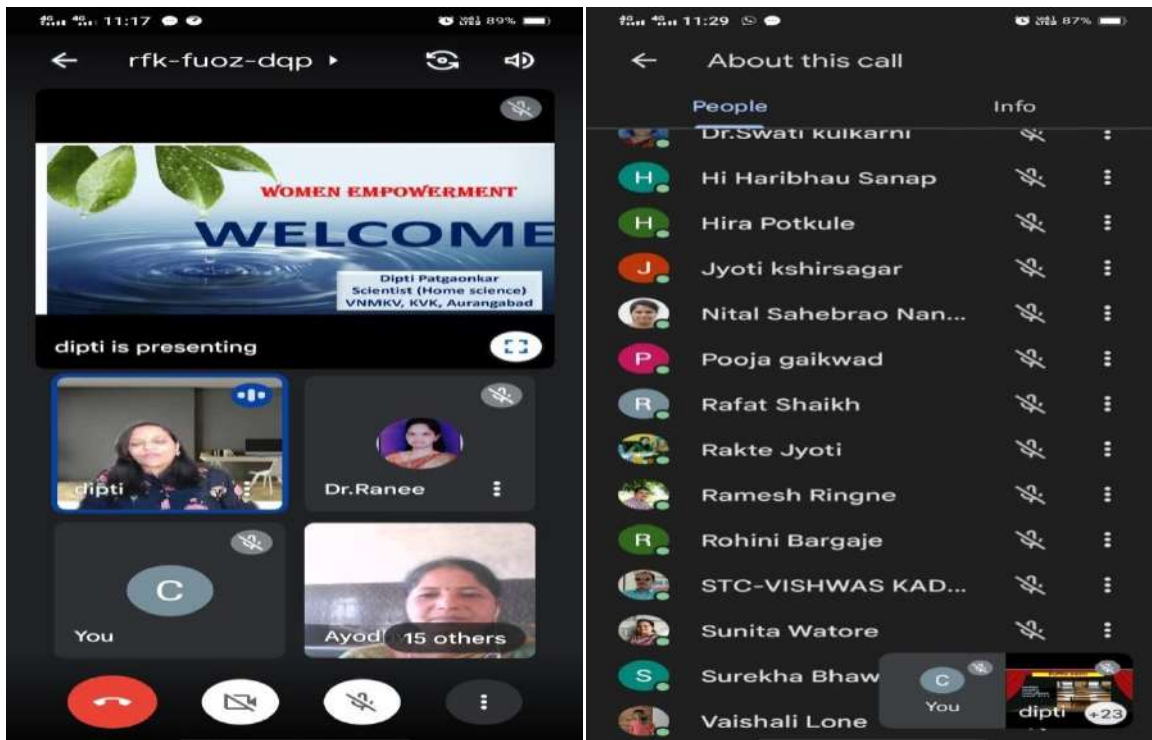 11:17
89%
rfk-fuoz-dqp
WOMEN EMPOWERMENT
WELCOME
Dipti Patgaonkar
Scientist (Home science)
VNMKV, KVK, Aurangabad
dipti is presenting
dipti
Dr.Ranee
C
You
Ayod
15 others
11:29
87%
About this call
People
Info
Dr.Swati kulkarni
H
Hi Haribhau Sanap
H
Hira Potkule
J
Jyoti kshirsagar
Nital Sahebrao Nan...
P
Pooja gaikwad
R
Rafat Shaikh
Rakte Jyoti
Ramesh Ringne
R
Rohini Bargaje
STC-VISHWAS KAD...
Sunita Watore
S
Surekha Bhaw
Vaishali Lone
C
You
dipti
+23